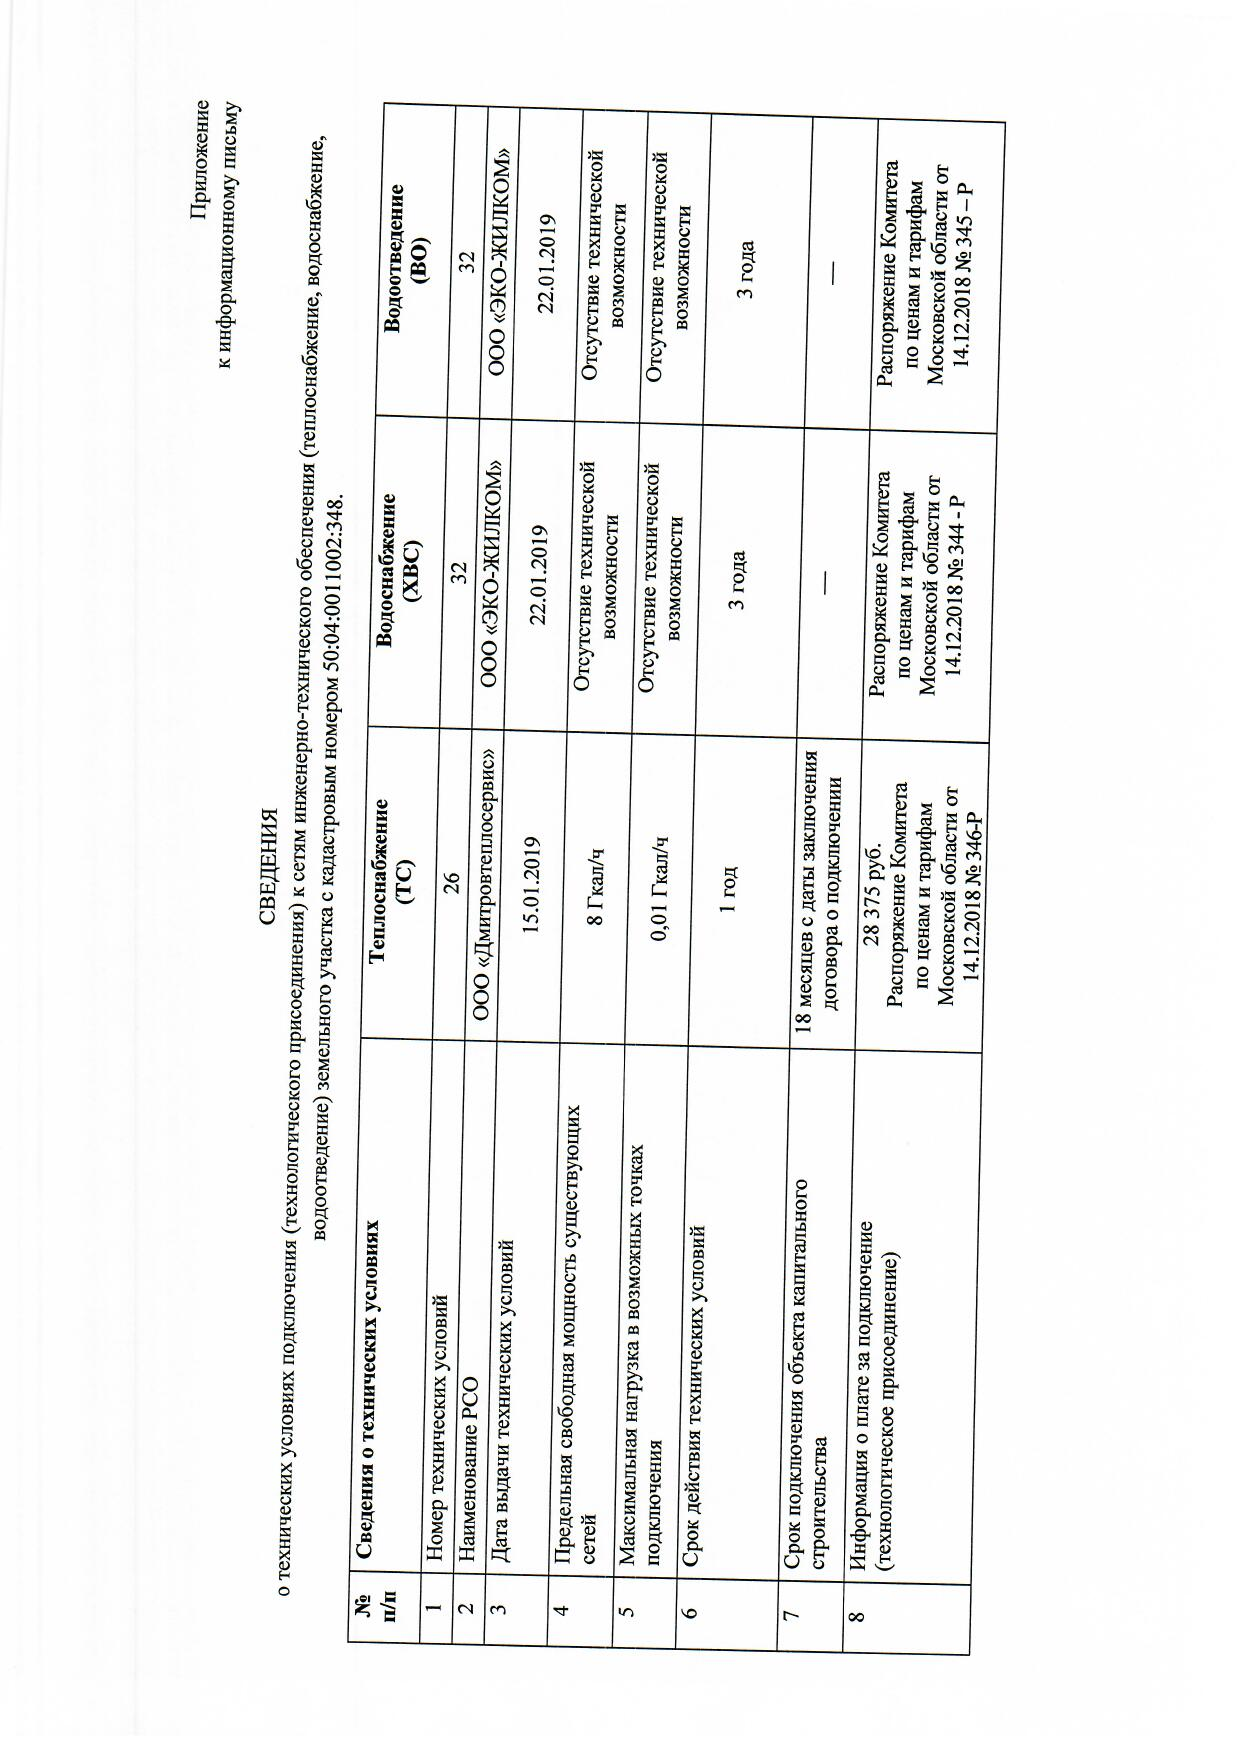 Приложение
к информационному письму
СВЕДЕНИЯ
о технических условиях подключения (технологического присоединения) к сетям инженерно-технического обеспечения (теплоснабжение, водоснабжение,
водоотведение) земельного участка с кадастровым номером 50:04:0011002:348.
№
п/п
Сведения о технических условиях
Теплоснабжение
(ТС)
Водоснабжение
(ХВС)
Водоотведение
(ВО)
1
Номер технических условий
26
32
32
2
Наименование РСО
ООО «Дмитровтеплосервис»
ООО «ЭКО-ЖИЛКОМ»
ООО «ЭКО-ЖИЛКОМ»
3
Дата выдачи технических условий
15.01.2019
22.01.2019
22.01.2019
4
Предельная свободная мощность существующих
сетей
8 Гкал/ч
Отсутствие технической
возможности
Отсутствие технической
возможности
5
Максимальная нагрузка в возможных точках
подключения
0,01 Гкал/ч
Отсутствие технической
возможности
Отсутствие технической
возможности
6
Срок действия технических условий
1 год
3 года
3 года
7
Срок подключения объекта капитального
строительства
18 месяцев с даты заключения
договора о подключении
—
—
8
Информация о плате за подключение
(технологическое присоединение)
28 375 руб.
Распоряжение Комитета
по ценам и тарифам
Московской области от
14.12.2018 № 346-Р
Распоряжение Комитета
по ценам и тарифам
Московской области от
14.12.2018 № 344 - Р
Распоряжение Комитета
по ценам и тарифам
Московской области от
14.12.2018 № 345 – Р